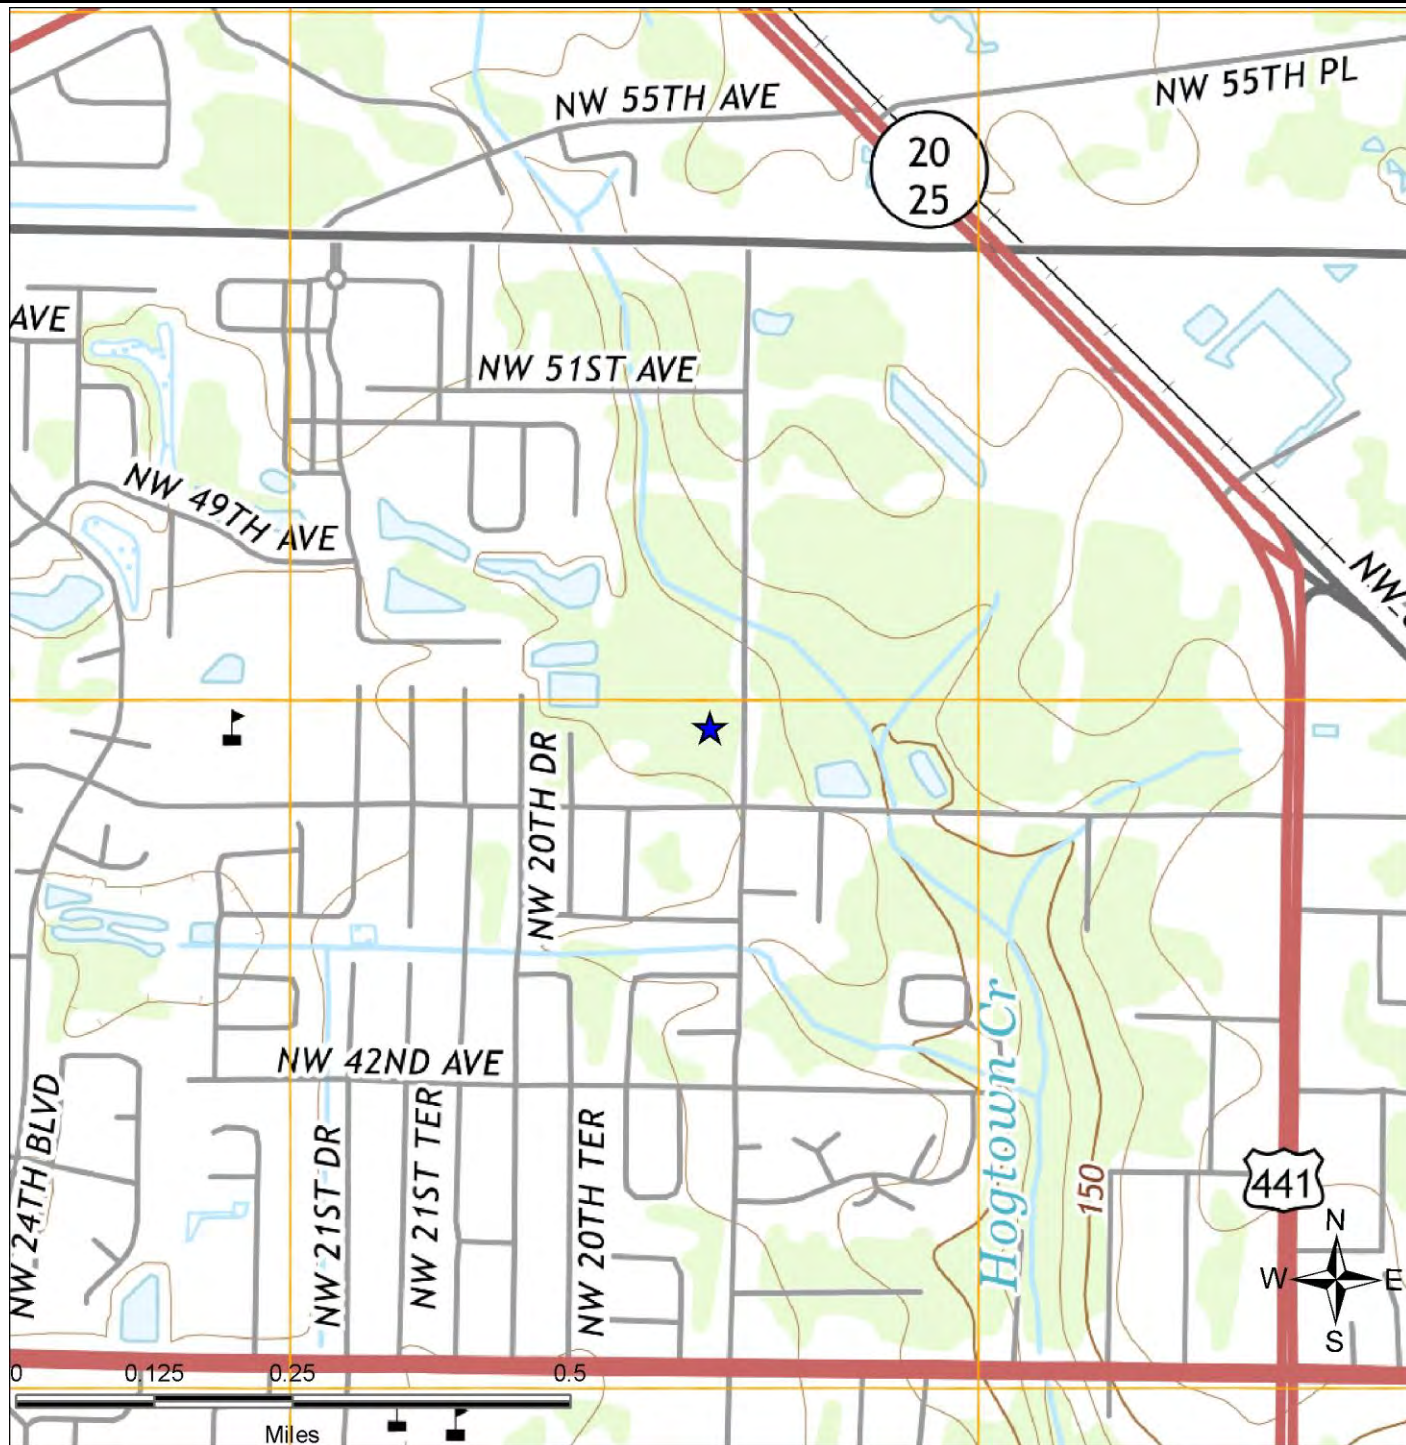 NW 55TH AVE
NW 55TH PL
20
25
AVE
NW 51ST AVE
NW 49TH AVE
NW
NW 20TH DR
NW 42ND AVE
Hogtown Cr
150
441
NW 24TH BLVD
NW 21ST DR
NW 21ST TER
NW 20TH TER
N
W E
S
0 0.125 0.25 0.5
Miles